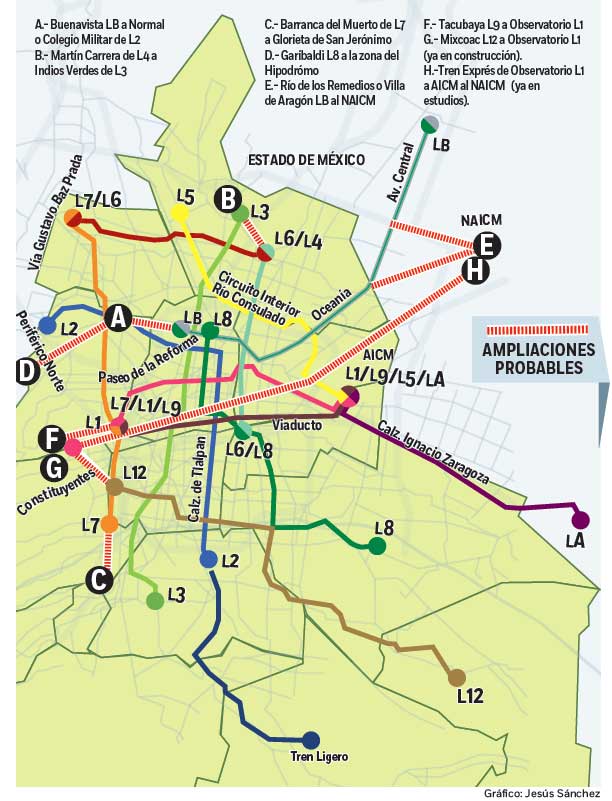 A.- Buenavista LB a Normal
o Colegio Militar de L2
B.- Martín Carrera de L4 a
Indios Verdes de L3
C.- Barranca del Muerto de L7
a Glorieta de San Jerónimo
D.- Garibaldi L8 a la zona del
Hipodrómo
E.- Río de los Remedios o Villa
de Aragón LB al NAICM
F.- Tacubaya L9 a Observatorio L1
G.- Mixcoac L12 a Observatorio L1
(ya en construcción).
H.-Tren Exprés de Observatorio L1
a AICM al NAICM (ya en
estudios).
LB
ESTADO DE MÉXICO
Av. Central
Vía Gustavo Baz Prada
L7/L6
L5
B
L3
L6/L4
NAICM
E
H
Circuito Interior
Río Consulado
Oceanía
Periférico Norte
L2
A
LB
L8
Paseo de la Reforma
D
AMPLIACIONES
PROBABLES
AICM
L1/L9/L5/LA
L7/L1/L9
L1
F
G
Viaducto
L6/L8
Calz. Ignacio Zaragoza
Constituyentes
L12
Calz. de Tlalpan
L7
C
L3
L2
L8
LA
L12
Tren Ligero
Gráfico: Jesús Sánchez